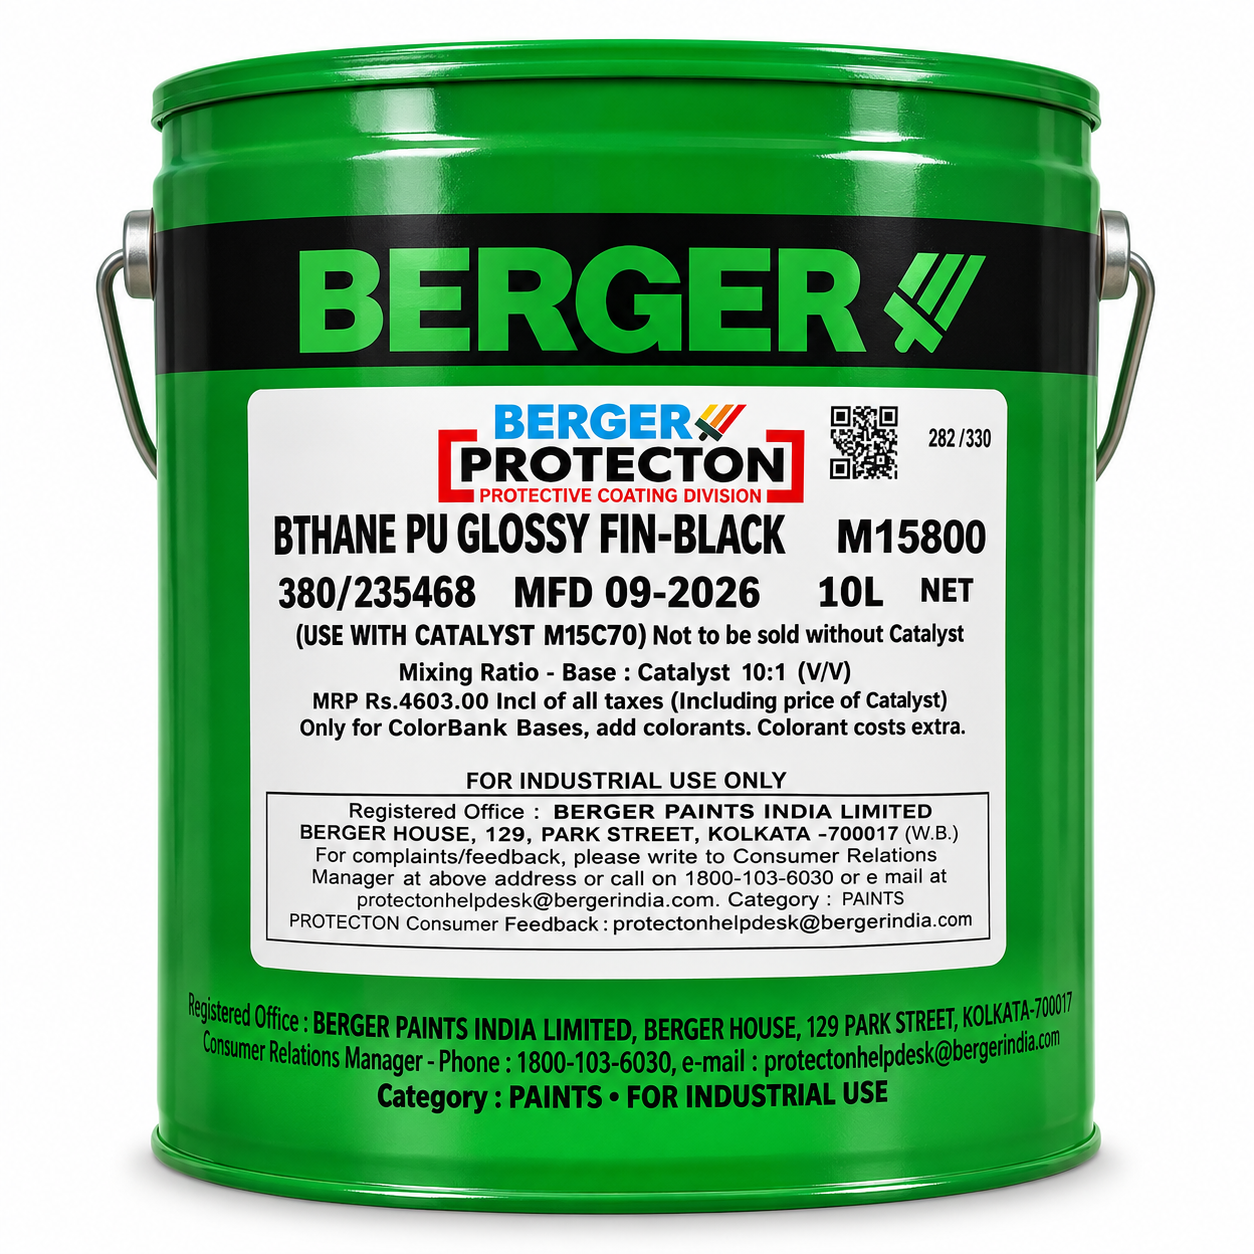 BERGER
BERGER
PROTECTON
PROTECTIVE COATING DIVISION
282 /330
BTHANE PU GLOSSY FIN-BLACK M15800
380/235468 MFD 09-2026 10L NET
(USE WITH CATALYST M15C70) Not to be sold without Catalyst
Mixing Ratio - Base : Catalyst 10:1 (V/V)
MRP Rs.4603.00 Incl of all taxes (Including price of Catalyst)
Only for ColorBank Bases, add colorants. Colorant costs extra.
FOR INDUSTRIAL USE ONLY
Registered Office : BERGER PAINTS INDIA LIMITED
BERGER HOUSE, 129, PARK STREET, KOLKATA -700017 (W.B.)
For complaints/feedback, please write to Consumer Relations
Manager at above address or call on 1800-103-6030 or e mail at
protectonhelpdesk@bergerindia.com. Category : PAINTS
PROTECTON Consumer Feedback : protectonhelpdesk@bergerindia.com
Registered Office : BERGER PAINTS INDIA LIMITED, BERGER HOUSE, 129 PARK STREET, KOLKATA-700017
Consumer Relations Manager - Phone : 1800-103-6030, e-mail : protectonhelpdesk@bergerindia.com
Category : PAINTS • FOR INDUSTRIAL USE